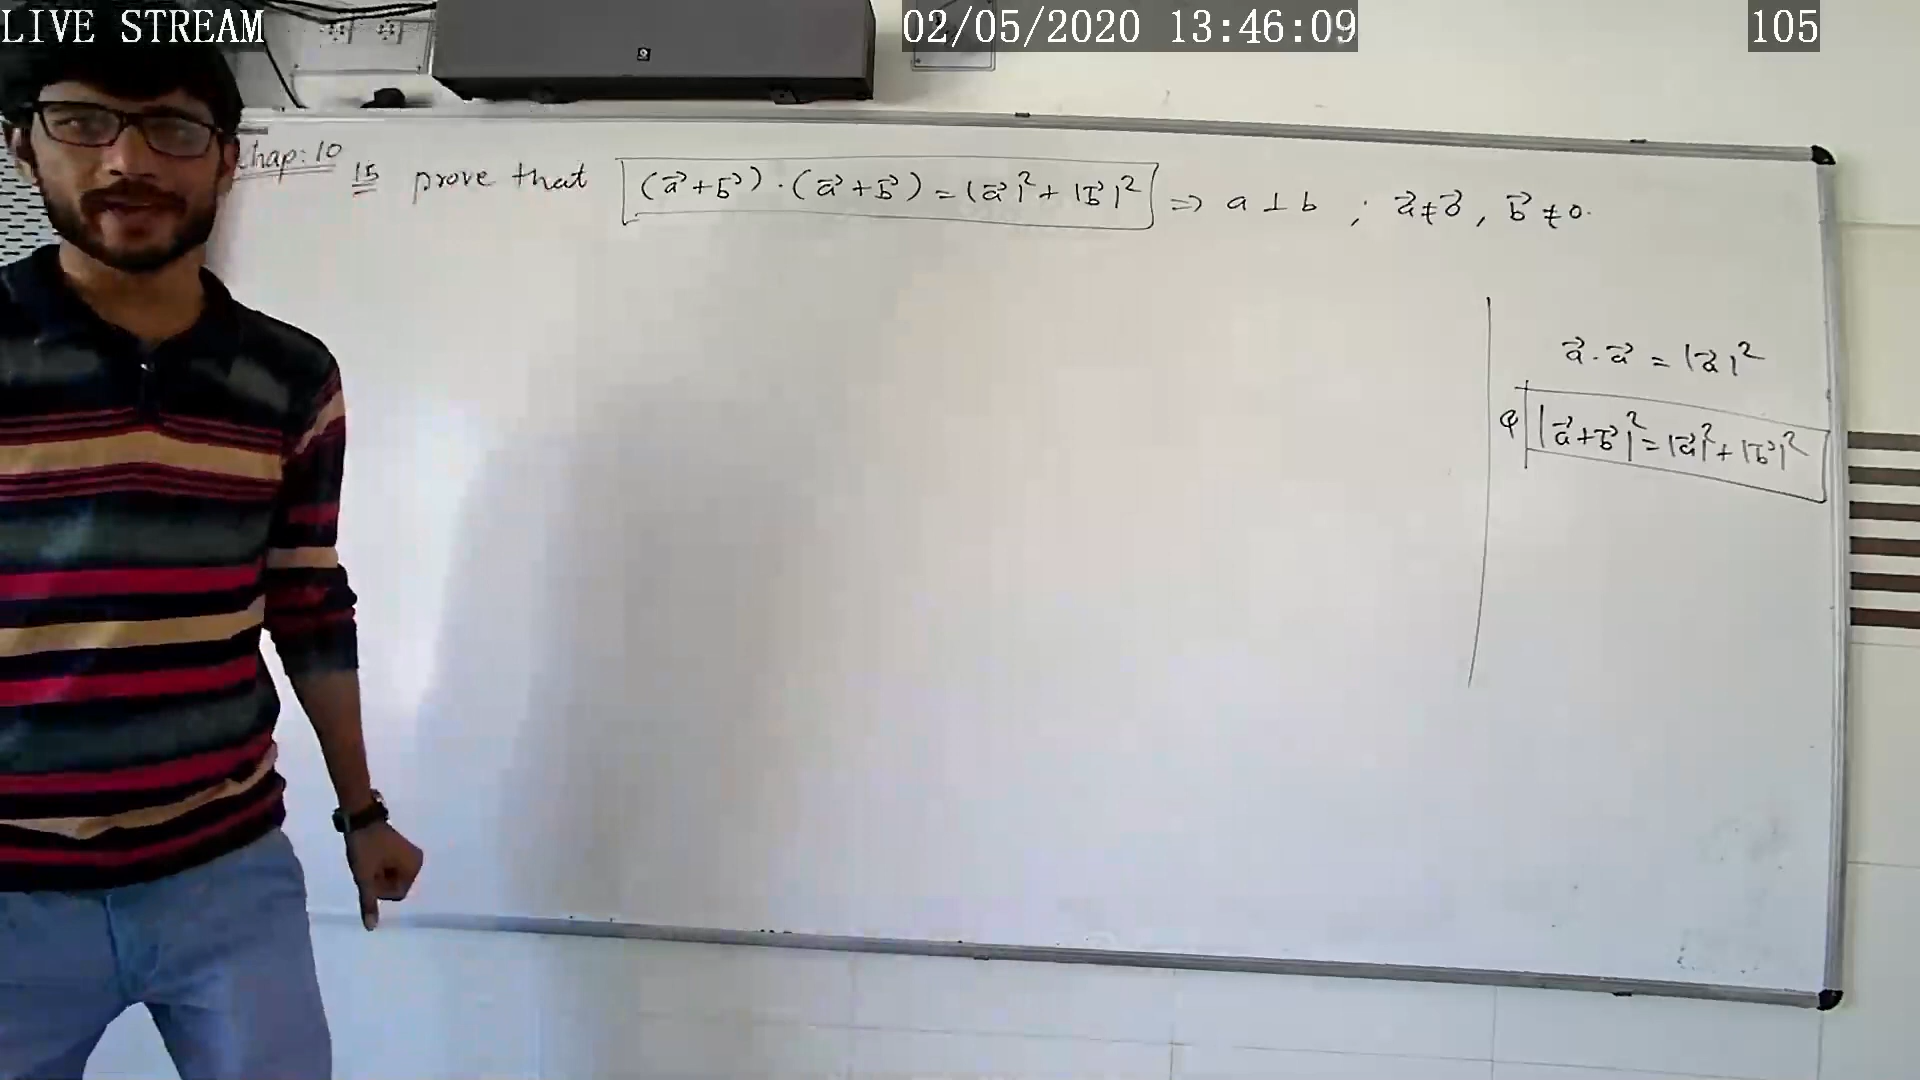 LIVE STREAM 02/05/2020 13:46:09 105
Chap: 10
15 prove that (a⃗+b⃗)·(a⃗+b⃗)=|a⃗|²+|b⃗|² ⇒ a⊥b ; a⃗≠0⃗, b⃗≠0.
a⃗.a⃗ = |a⃗|²
Q |a⃗+b⃗|²=|a⃗|²+|b⃗|²